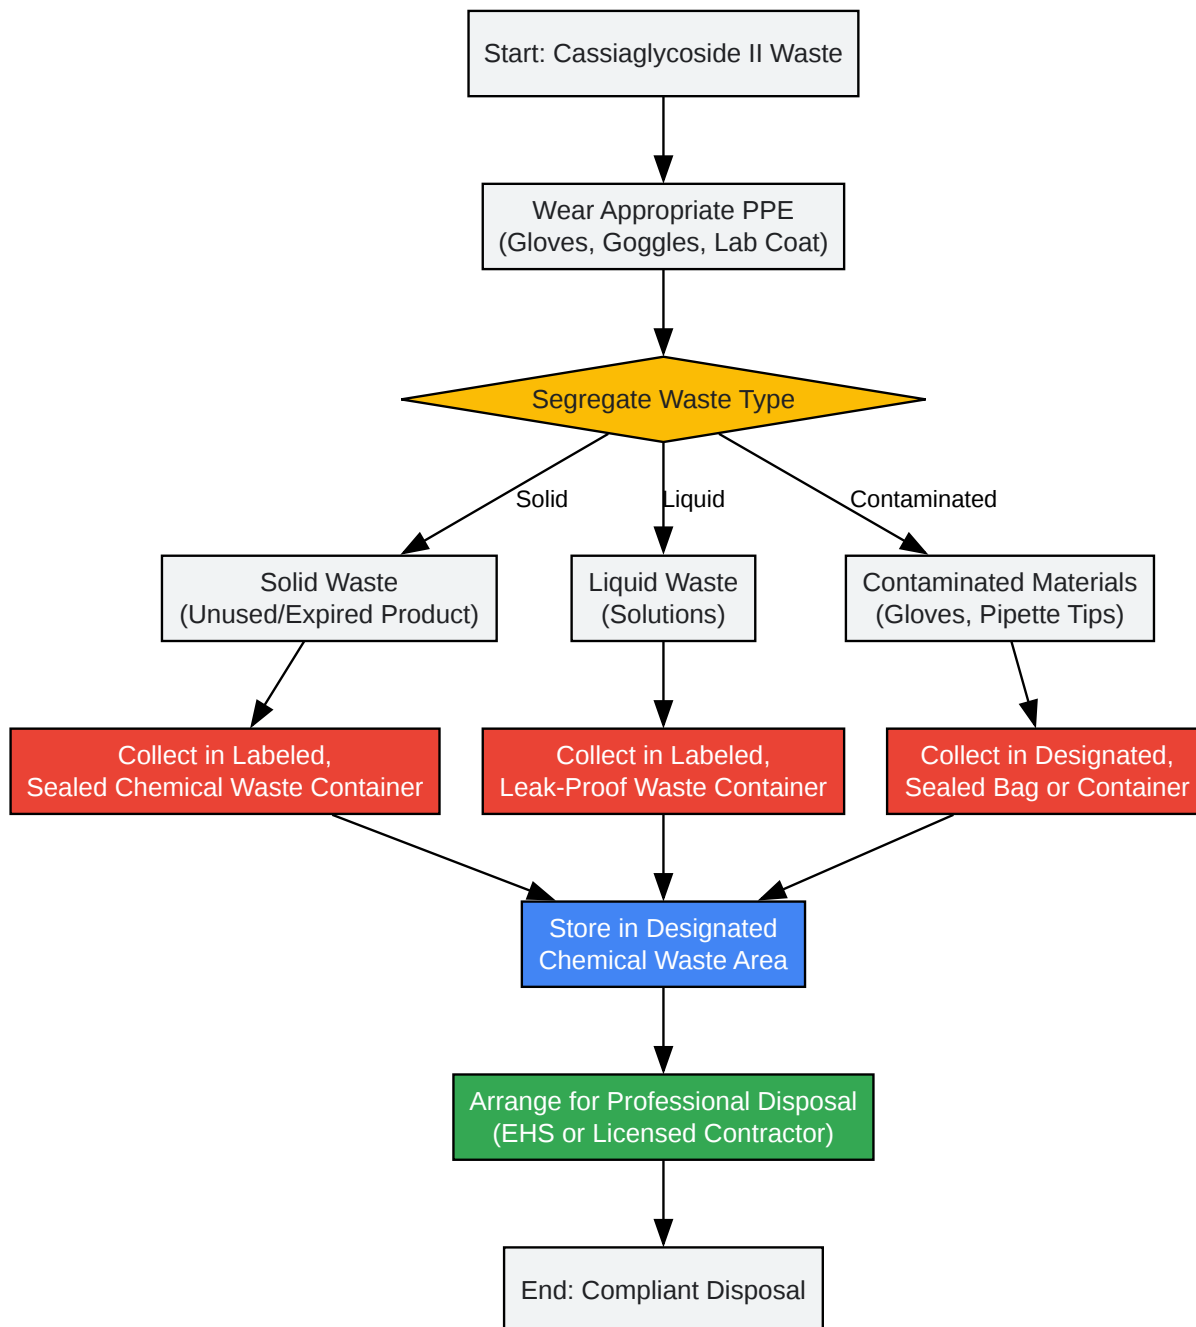 Start: Cassiaglycoside II Waste
Wear Appropriate PPE
(Gloves, Goggles, Lab Coat)
Segregate Waste Type
Solid
Liquid
Contaminated
Solid Waste
(Unused/Expired Product)
Liquid Waste
(Solutions)
Contaminated Materials
(Gloves, Pipette Tips)
Collect in Labeled,
Sealed Chemical Waste Container
Collect in Labeled,
Leak-Proof Waste Container
Collect in Designated,
Sealed Bag or Container
Store in Designated
Chemical Waste Area
Arrange for Professional Disposal
(EHS or Licensed Contractor)
End: Compliant Disposal